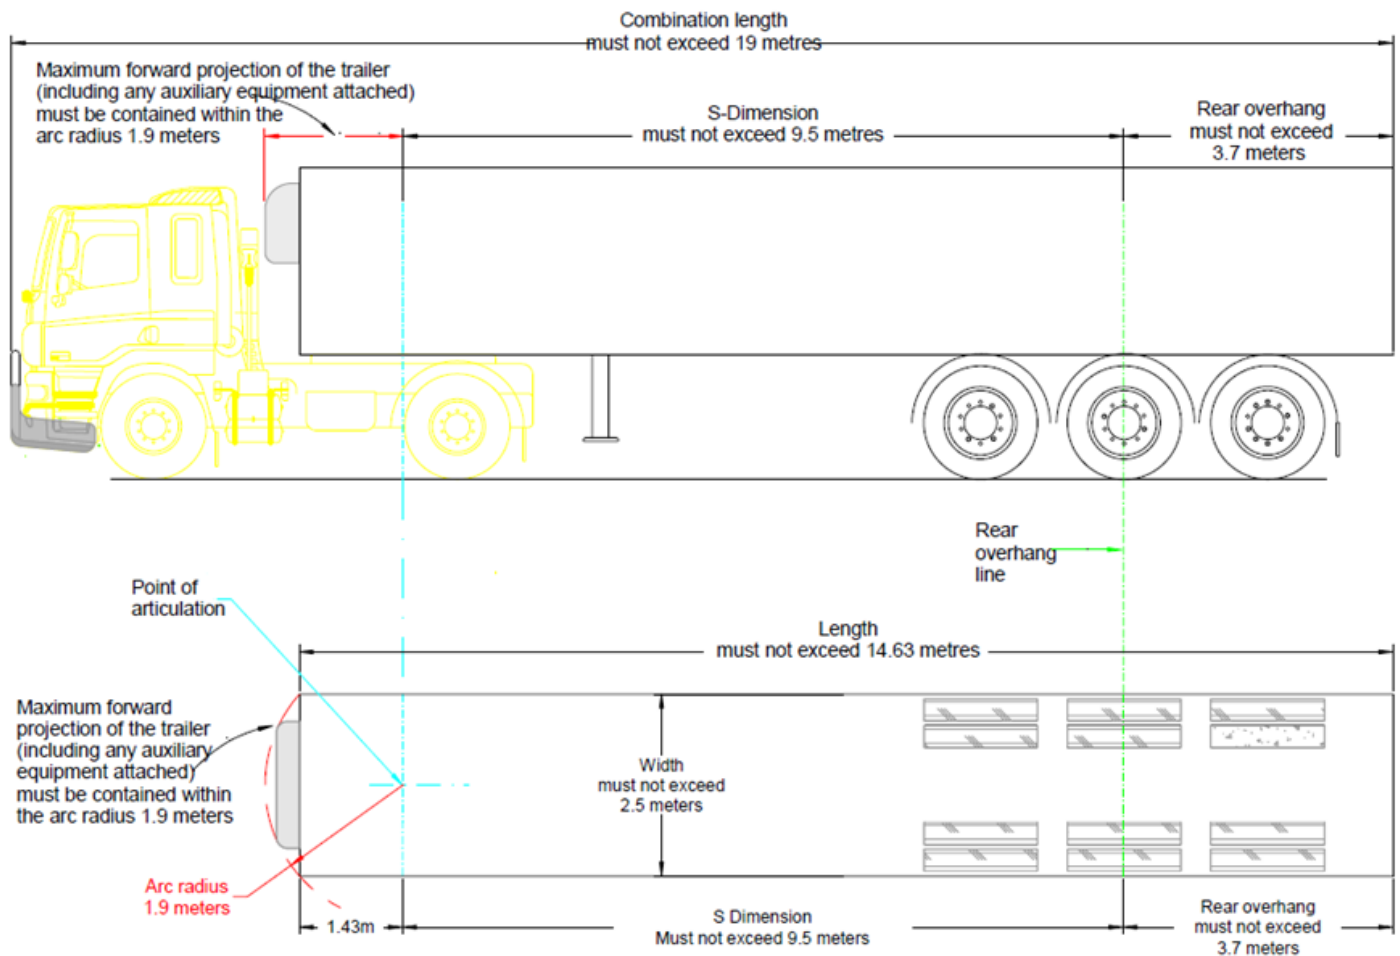 Combination length
must not exceed 19 metres
Maximum forward projection of the trailer
(including any auxiliary equipment attached)
must be contained within the
arc radius 1.9 meters
S-Dimension
must not exceed 9.5 metres
Rear overhang
must not exceed
3.7 meters
Rear
overhang
line
Point of
articulation
Length
must not exceed 14.63 metres
Maximum forward
projection of the trailer
(including any auxiliary
equipment attached)
must be contained within
the arc radius 1.9 meters
Width
must not exceed
2.5 meters
Arc radius
1.9 meters
1.43m
S Dimension
Must not exceed 9.5 meters
Rear overhang
must not exceed
3.7 meters